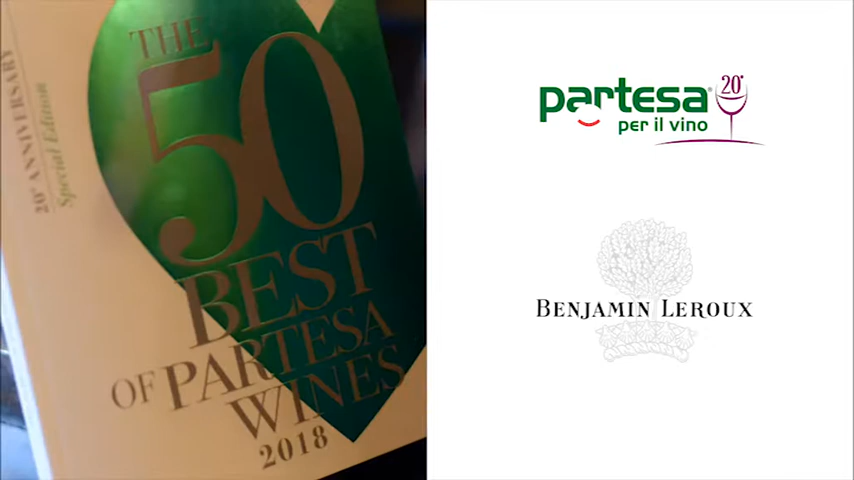 20° ANNIVERSARY
Special Edition
THE
50
BEST
OF PARTESA
WINES
2018
partesa® 20°
per il vino
BENJAMIN LEROUX